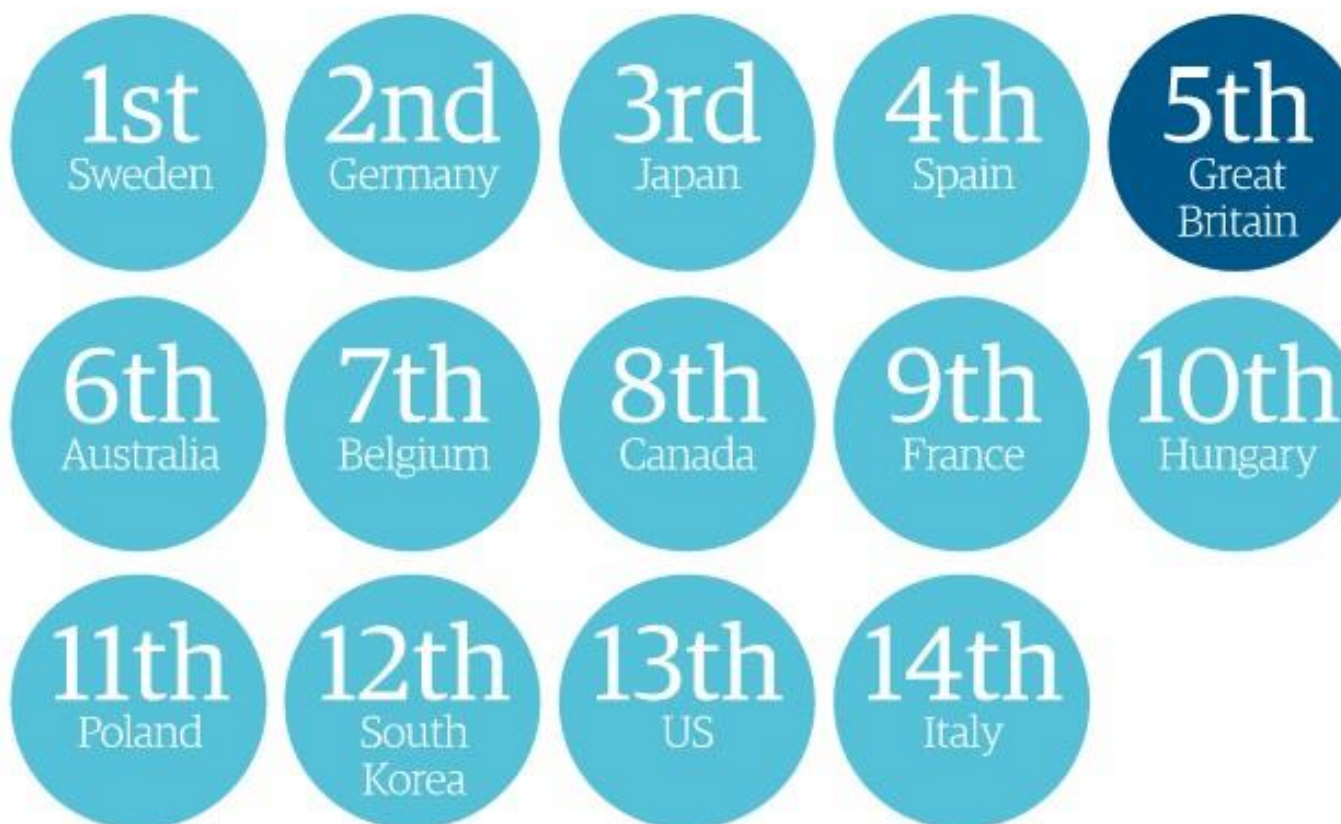 1st
Sweden
2nd
Germany
3rd
Japan
4th
Spain
5th
Great
Britain
6th
Australia
7th
Belgium
8th
Canada
9th
France
10th
Hungary
11th
Poland
12th
South
Korea
13th
US
14th
Italy